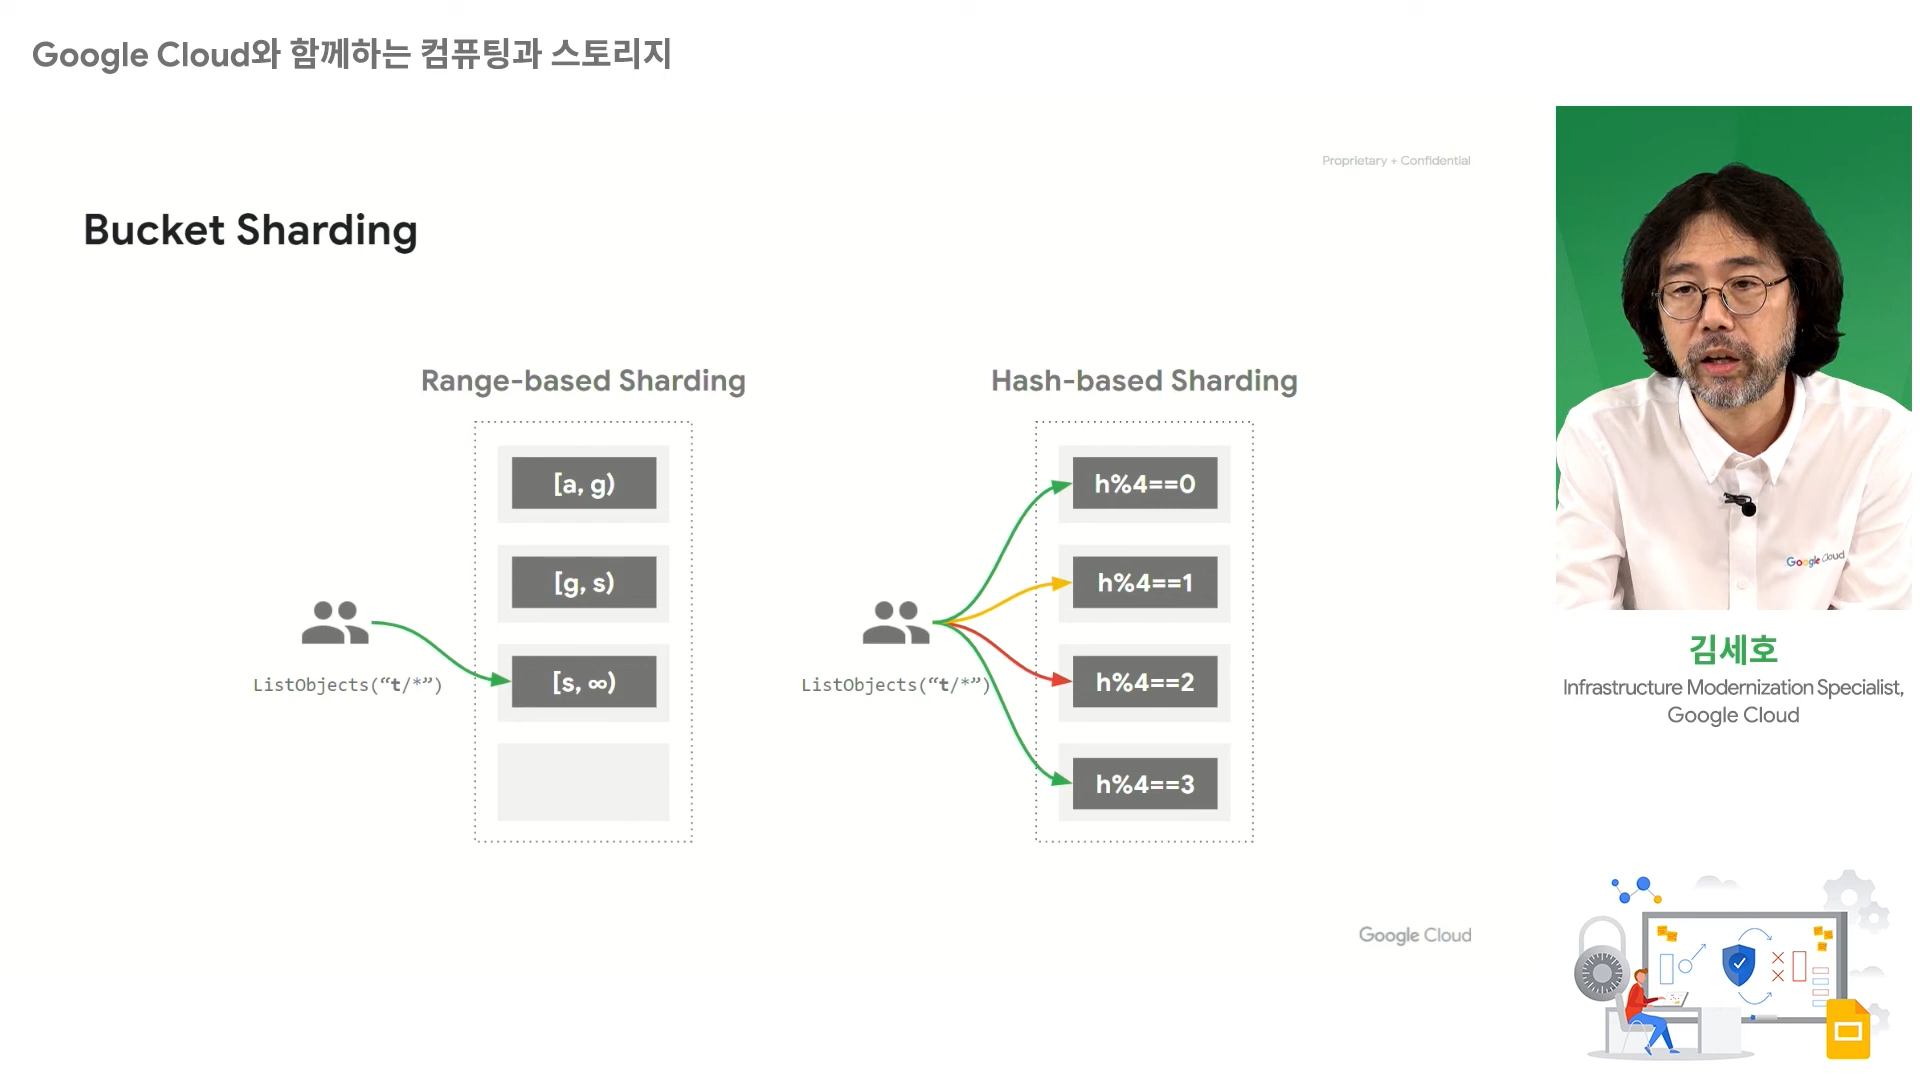 Google Cloud와 함께하는 컴퓨팅과 스토리지
Proprietary + Confidential
Bucket Sharding
Range-based Sharding
[a, g)
[g, s)
[s, ∞)
ListObjects(“t/*”)
Hash-based Sharding
h%4==0
h%4==1
h%4==2
h%4==3
ListObjects(“t/*”)
Google Cloud
Google Cloud
김세호
Infrastructure Modernization Specialist,
Google Cloud